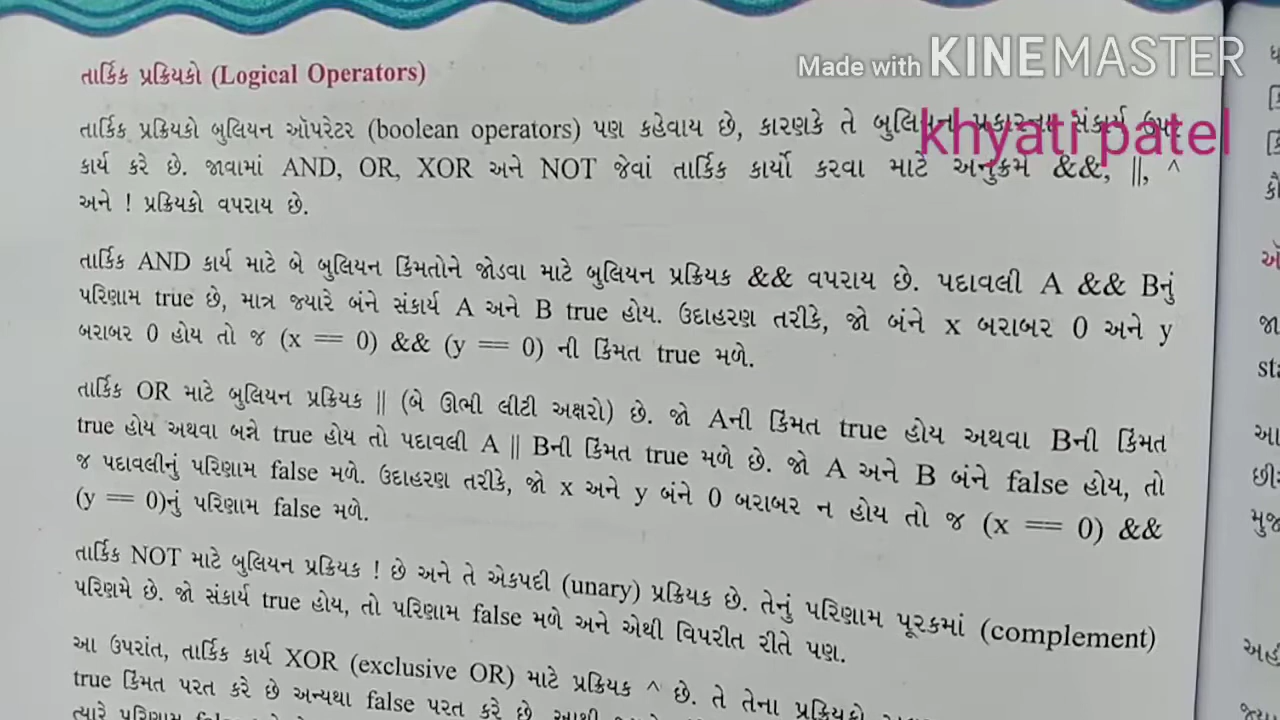 તાર્કિક પ્રક્રિયકો (Logical Operators)
Made with KINEMASTER
khyati patel
તાર્કિક પ્રક્રિયકો બુલિયન ઑપરેટર (boolean operators) પણ કહેવાય છે, કારણકે તે બુલિયન પ્રકારના સંકાર્ય ઉપર
કાર્ય કરે છે. જાવામાં AND, OR, XOR અને NOT જેવાં તાર્કિક કાર્યો કરવા માટે અનુક્રમે &&, ||, ^
અને ! પ્રક્રિયકો વપરાય છે.
તાર્કિક AND કાર્ય માટે બે બુલિયન કિંમતોને જોડવા માટે બુલિયન પ્રક્રિયક && વપરાય છે. પદાવલી A && Bનું
પરિણામ true છે, માત્ર જ્યારે બંને સંકાર્ય A અને B true હોય. ઉદાહરણ તરીકે, જો બંને x બરાબર 0 અને y
બરાબર 0 હોય તો જ (x == 0) && (y == 0) ની કિંમત true મળે.
તાર્કિક OR માટે બુલિયન પ્રક્રિયક || (બે ઊભી લીટી અક્ષરો) છે. જો Aની કિંમત true હોય અથવા Bની કિંમત
true હોય અથવા બન્ને true હોય તો પદાવલી A || Bની કિંમત true મળે છે. જો A અને B બંને false હોય, તો
જ પદાવલીનું પરિણામ false મળે. ઉદાહરણ તરીકે, જો x અને y બંને 0 બરાબર ન હોય તો જ (x == 0) &&
(y == 0)નું પરિણામ false મળે.
તાર્કિક NOT માટે બુલિયન પ્રક્રિયક ! છે અને તે એકપદી (unary) પ્રક્રિયક છે. તેનું પરિણામ પૂરકમાં (complement)
પરિણમે છે. જો સંકાર્ય true હોય, તો પરિણામ false મળે અને એથી વિપરીત રીતે પણ.
આ ઉપરાંત, તાર્કિક કાર્ય XOR (exclusive OR) માટે પ્રક્રિયક ^ છે. તે તેના પ્રક્રિયકો
true કિંમત પરત કરે છે અન્યથા false પરત કરે છે.